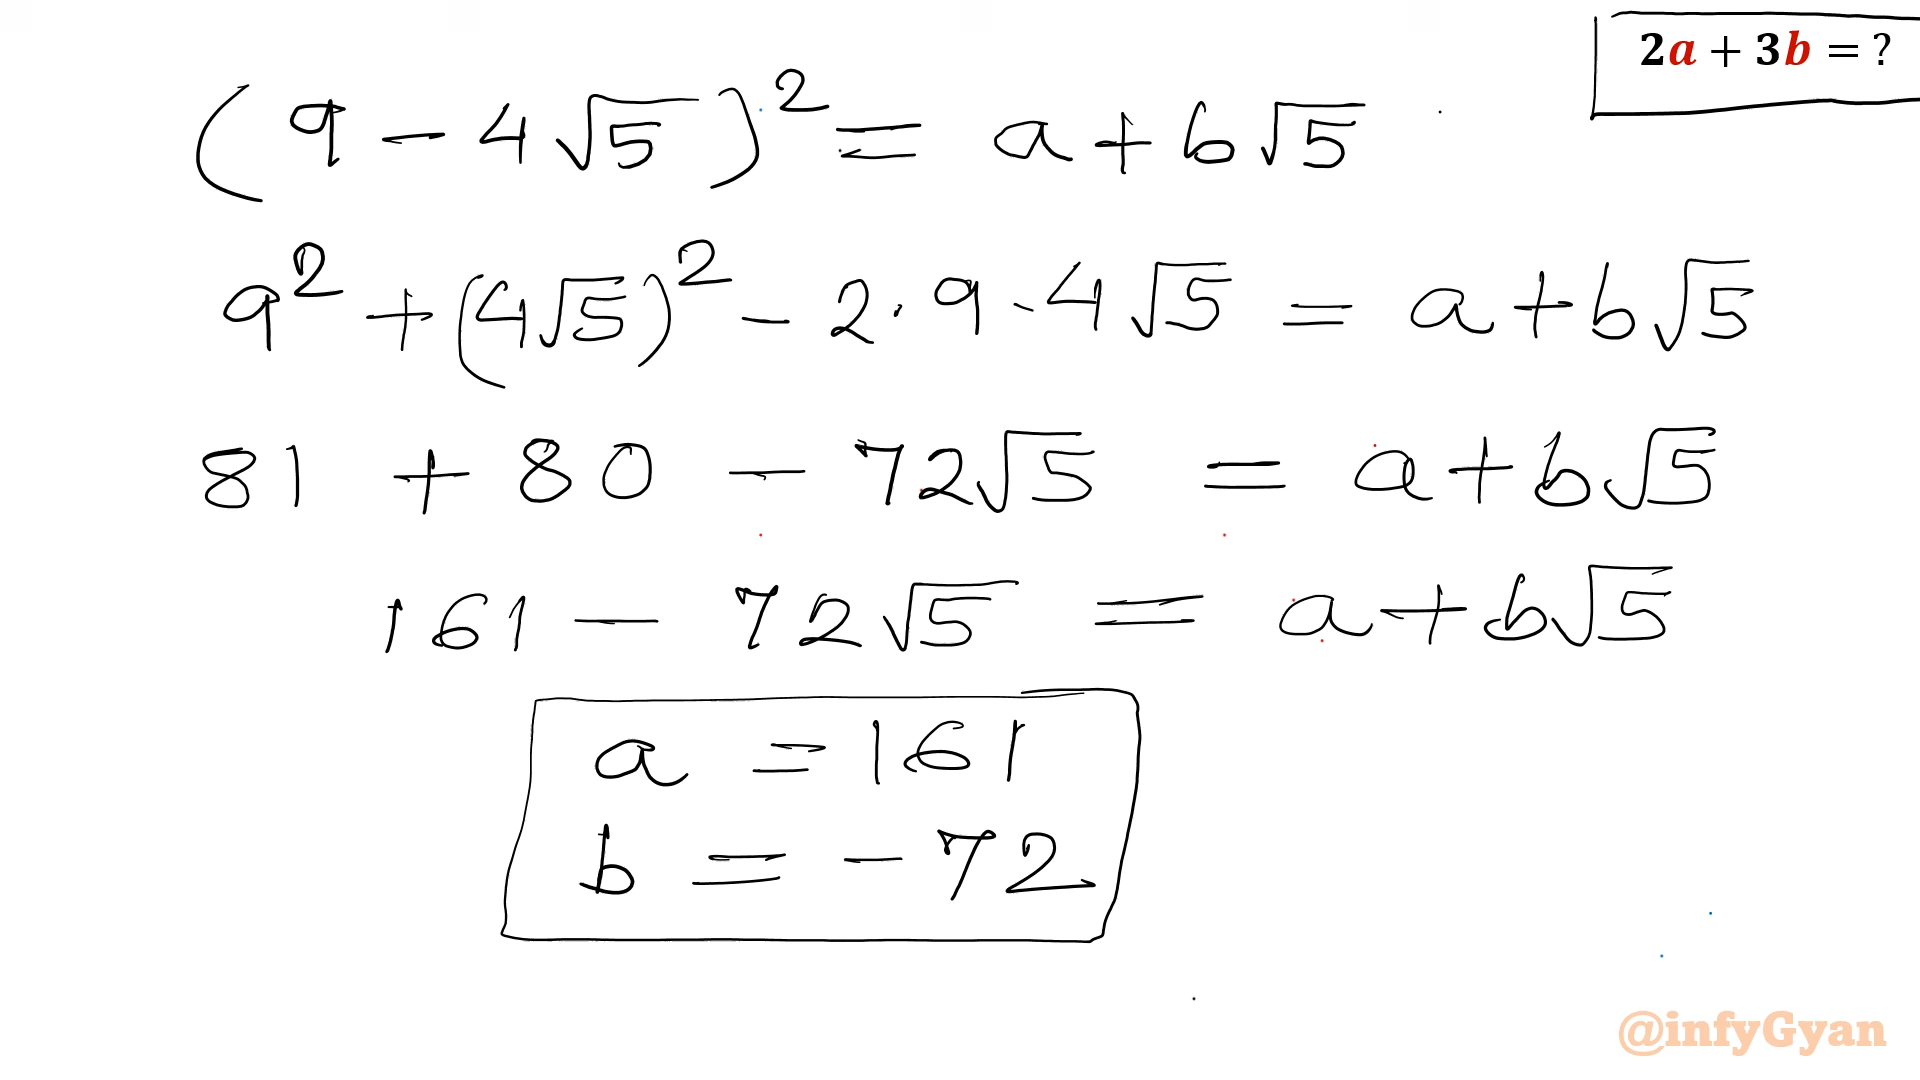 2a + 3b = ?
(9 - 4√5)² = a + b√5
9² + (4√5)² - 2·9·4√5 = a + b√5
81 + 80 - 72√5 = a + b√5
161 - 72√5 = a + b√5
a = 161
b = -72
@infyGyan